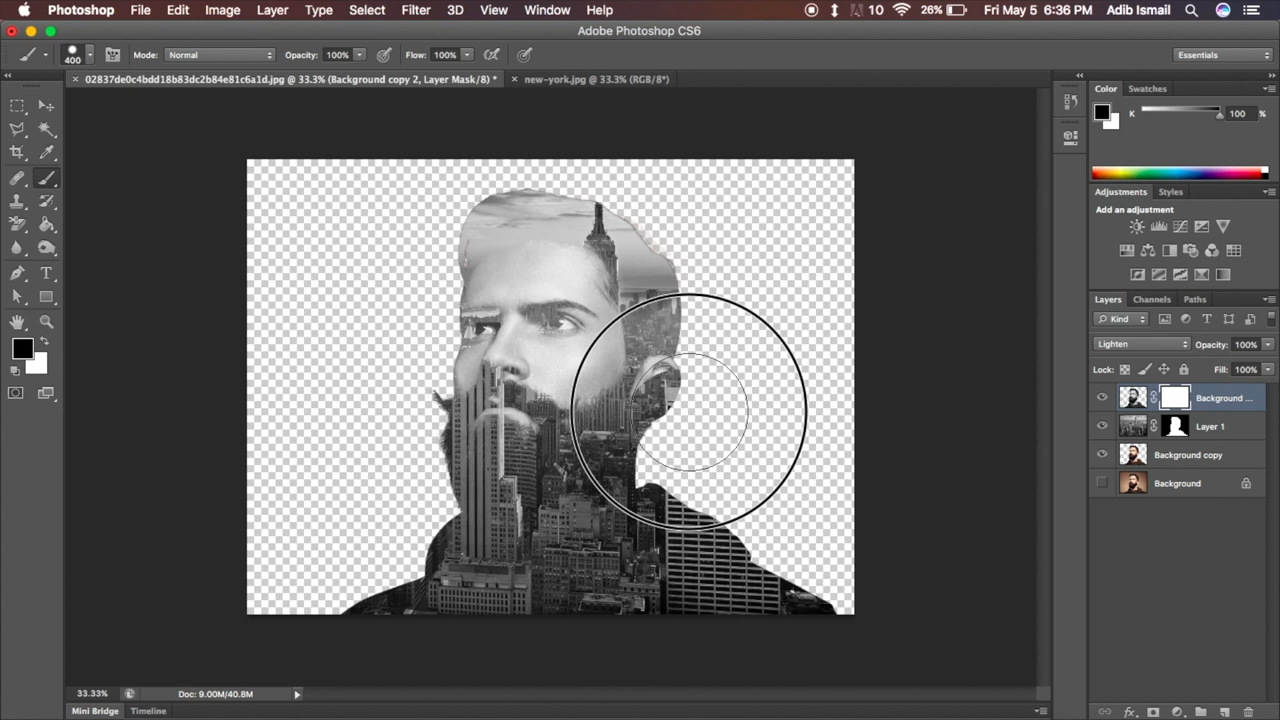 Photoshop File Edit Image Layer Type Select Filter 3D View Window Help 10 26% Fri May 5 6:36 PM Adib Ismail
Adobe Photoshop CS6
400 Mode: Normal Opacity: 100% Flow: 100% Essentials
× 02837de0c4bdd18b83dc2b84e81c6a1d.jpg @ 33.3% (Background copy 2, Layer Mask/8) * × new-york.jpg @ 33.3% (RGB/8*)
Color Swatches
K 100 %
Adjustments Styles
Add an adjustment
Layers Channels Paths
Kind
Lighten Opacity: 100%
Lock: Fill: 100%
Background ...
Layer 1
Background copy
Background
33.33% Doc: 9.00M/40.8M
Mini Bridge Timeline